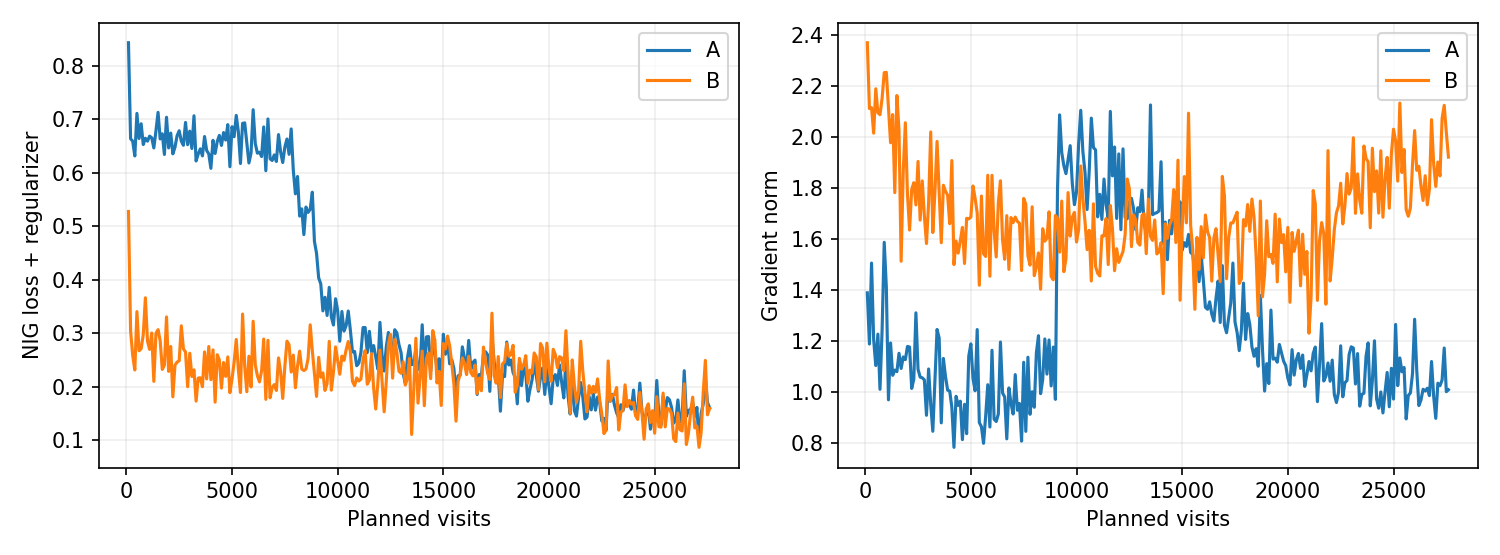 NIG loss + regularizer
0.8
0.7
0.6
0.5
0.4
0.3
0.2
0.1
0 5000 10000 15000 20000 25000
Planned visits
A
B
Gradient norm
2.4
2.2
2.0
1.8
1.6
1.4
1.2
1.0
0.8
0 5000 10000 15000 20000 25000
Planned visits
A
B